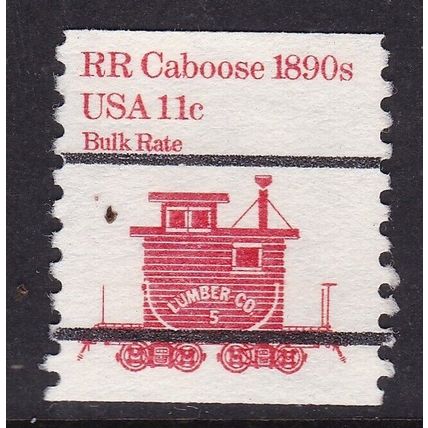 RR Caboose 1890s
USA 11c
Bulk Rate
LUMBER-CO.
5